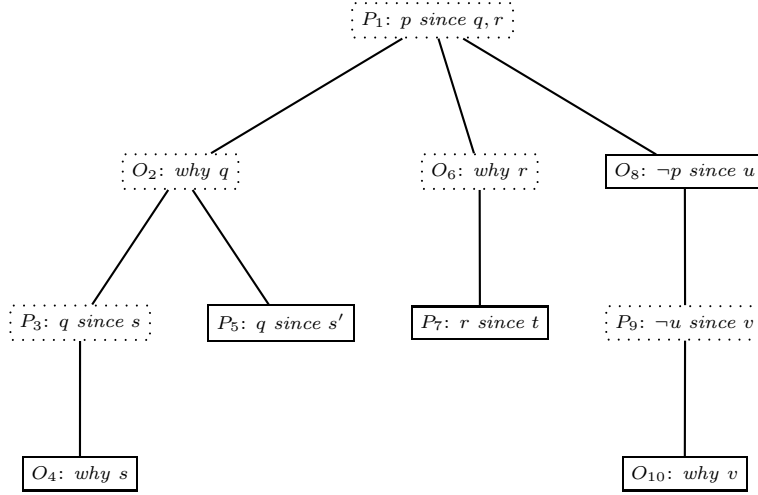 P₁: p since q, r
O₂: why q
O₆: why r
O₈: ¬p since u
P₃: q since s
P₅: q since s′
P₇: r since t
P₉: ¬u since v
O₄: why s
O₁₀: why v